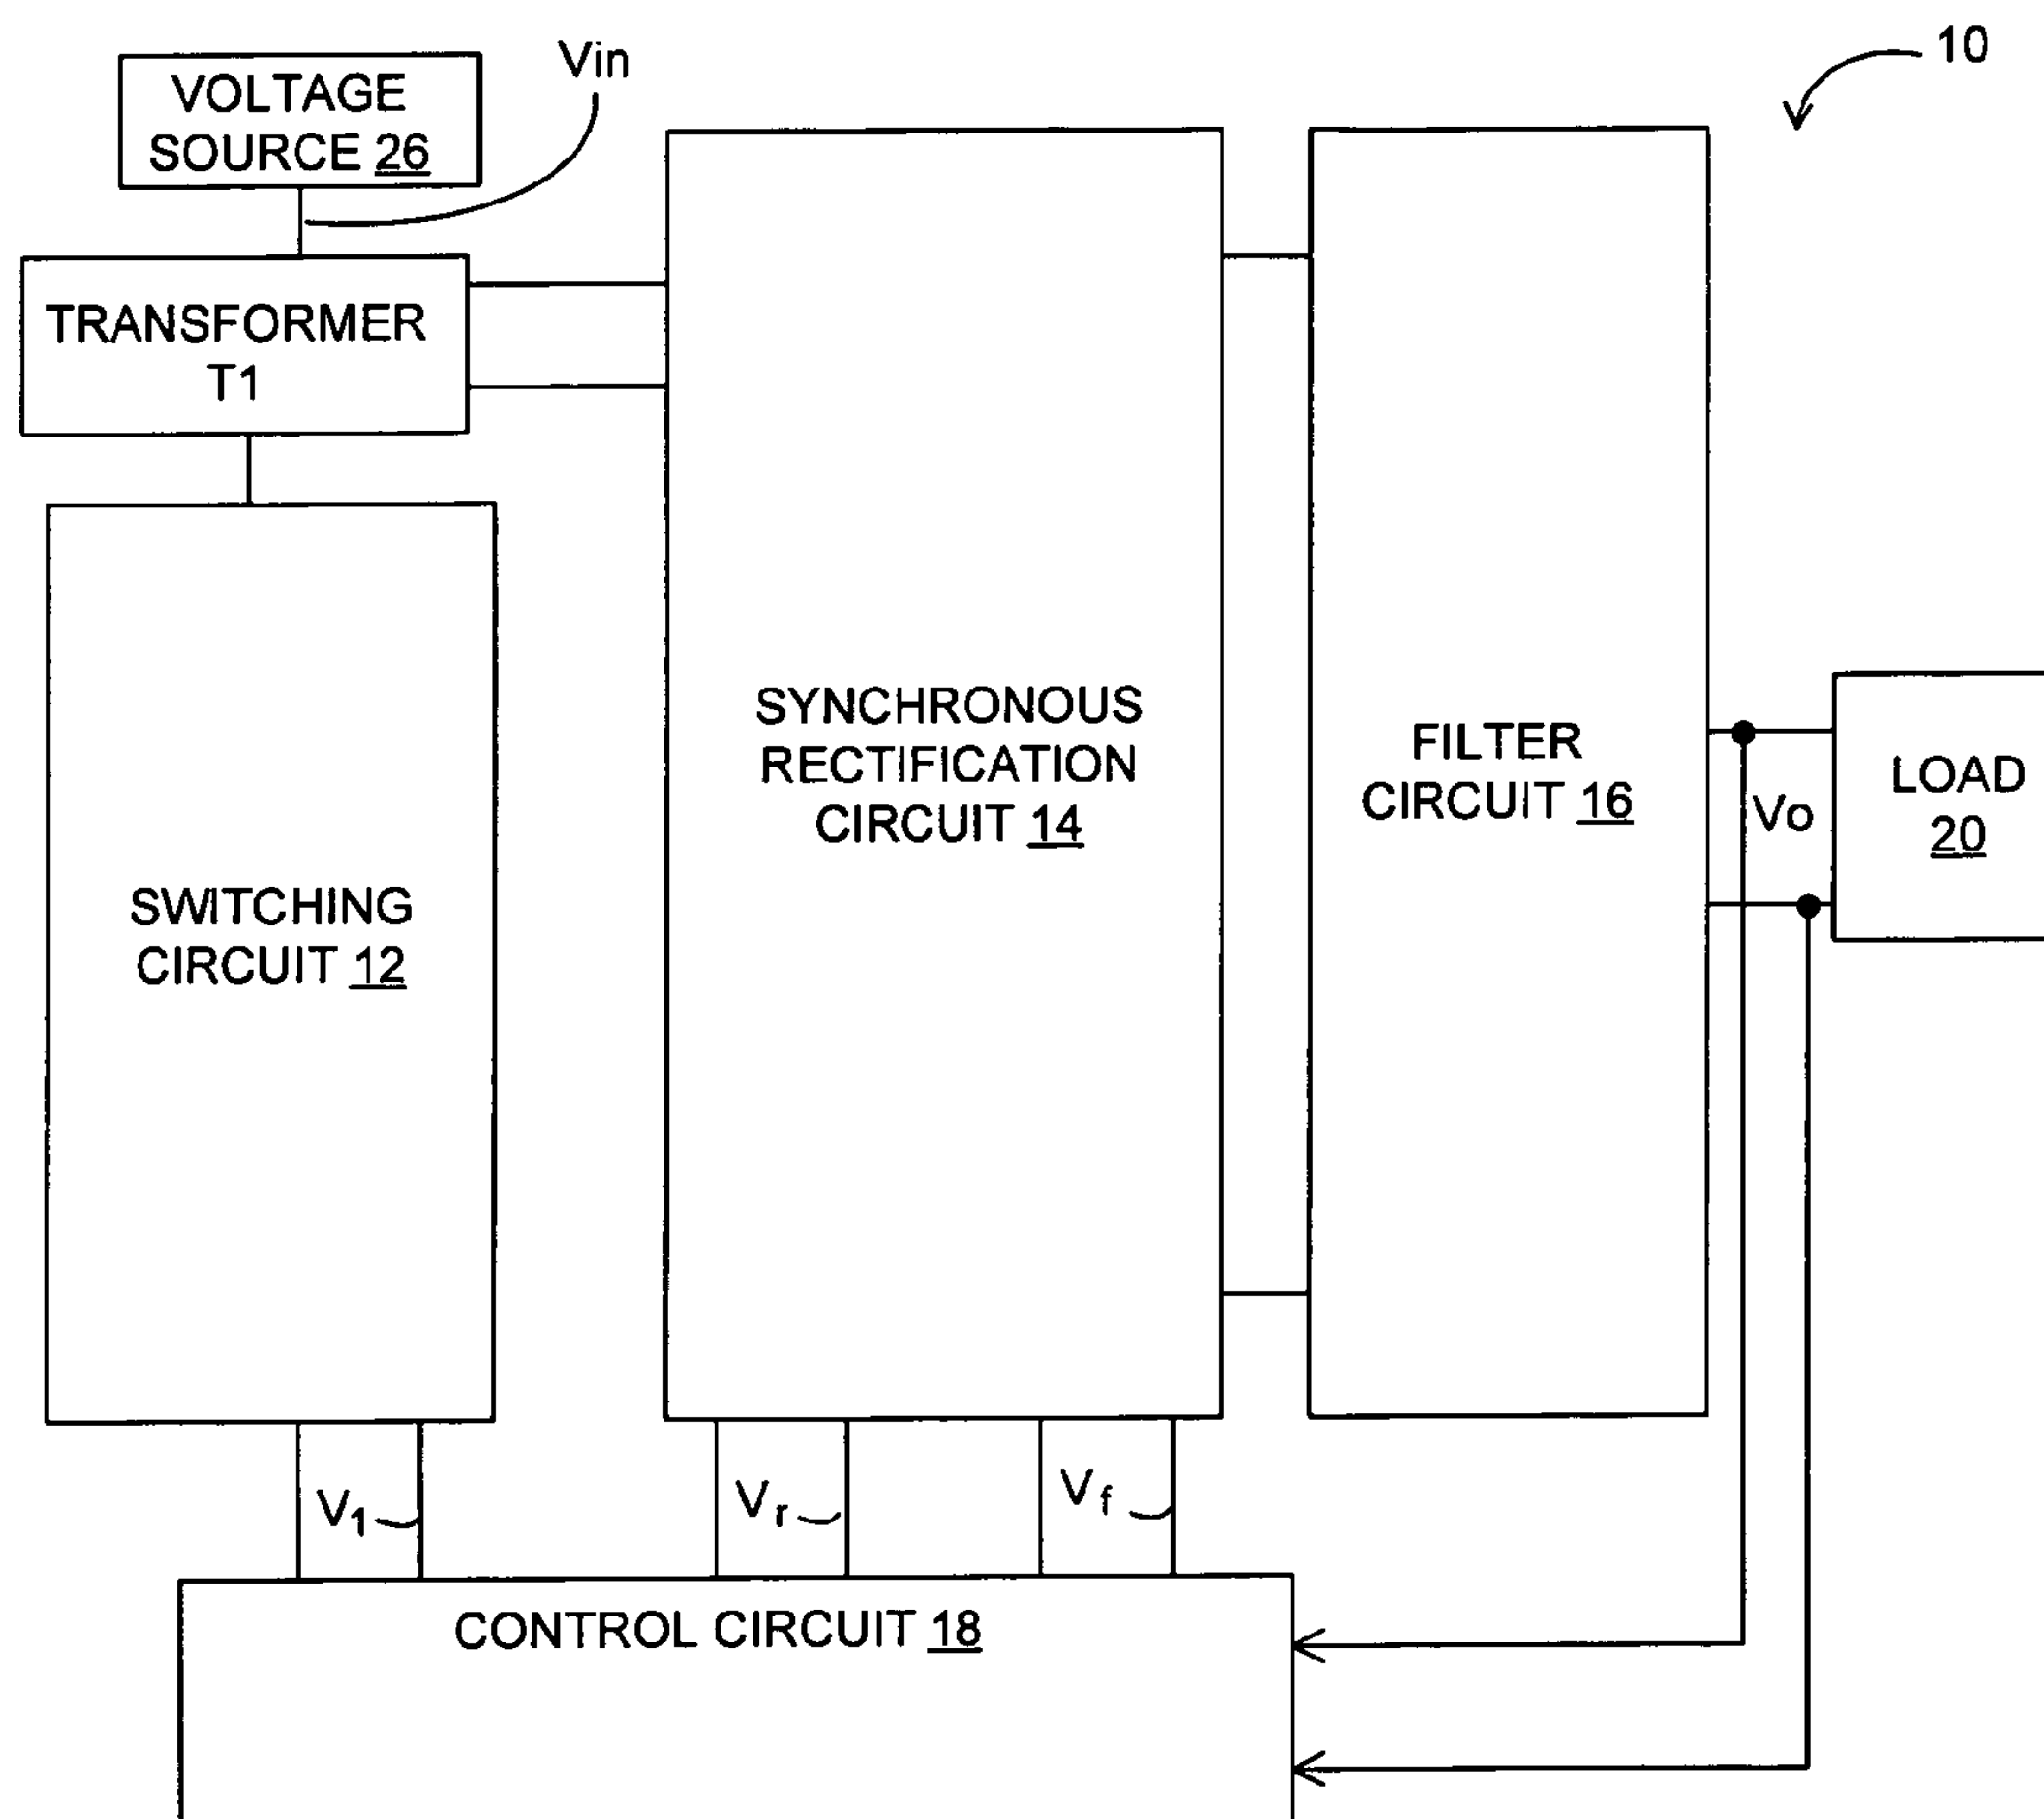 10
Vin
VOLTAGE
SOURCE 26
TRANSFORMER
T1
SYNCHRONOUS
RECTIFICATION
CIRCUIT 14
FILTER
CIRCUIT 16
LOAD
20
Vo
SWITCHING
CIRCUIT 12
V1
Vr
Vf
CONTROL CIRCUIT 18